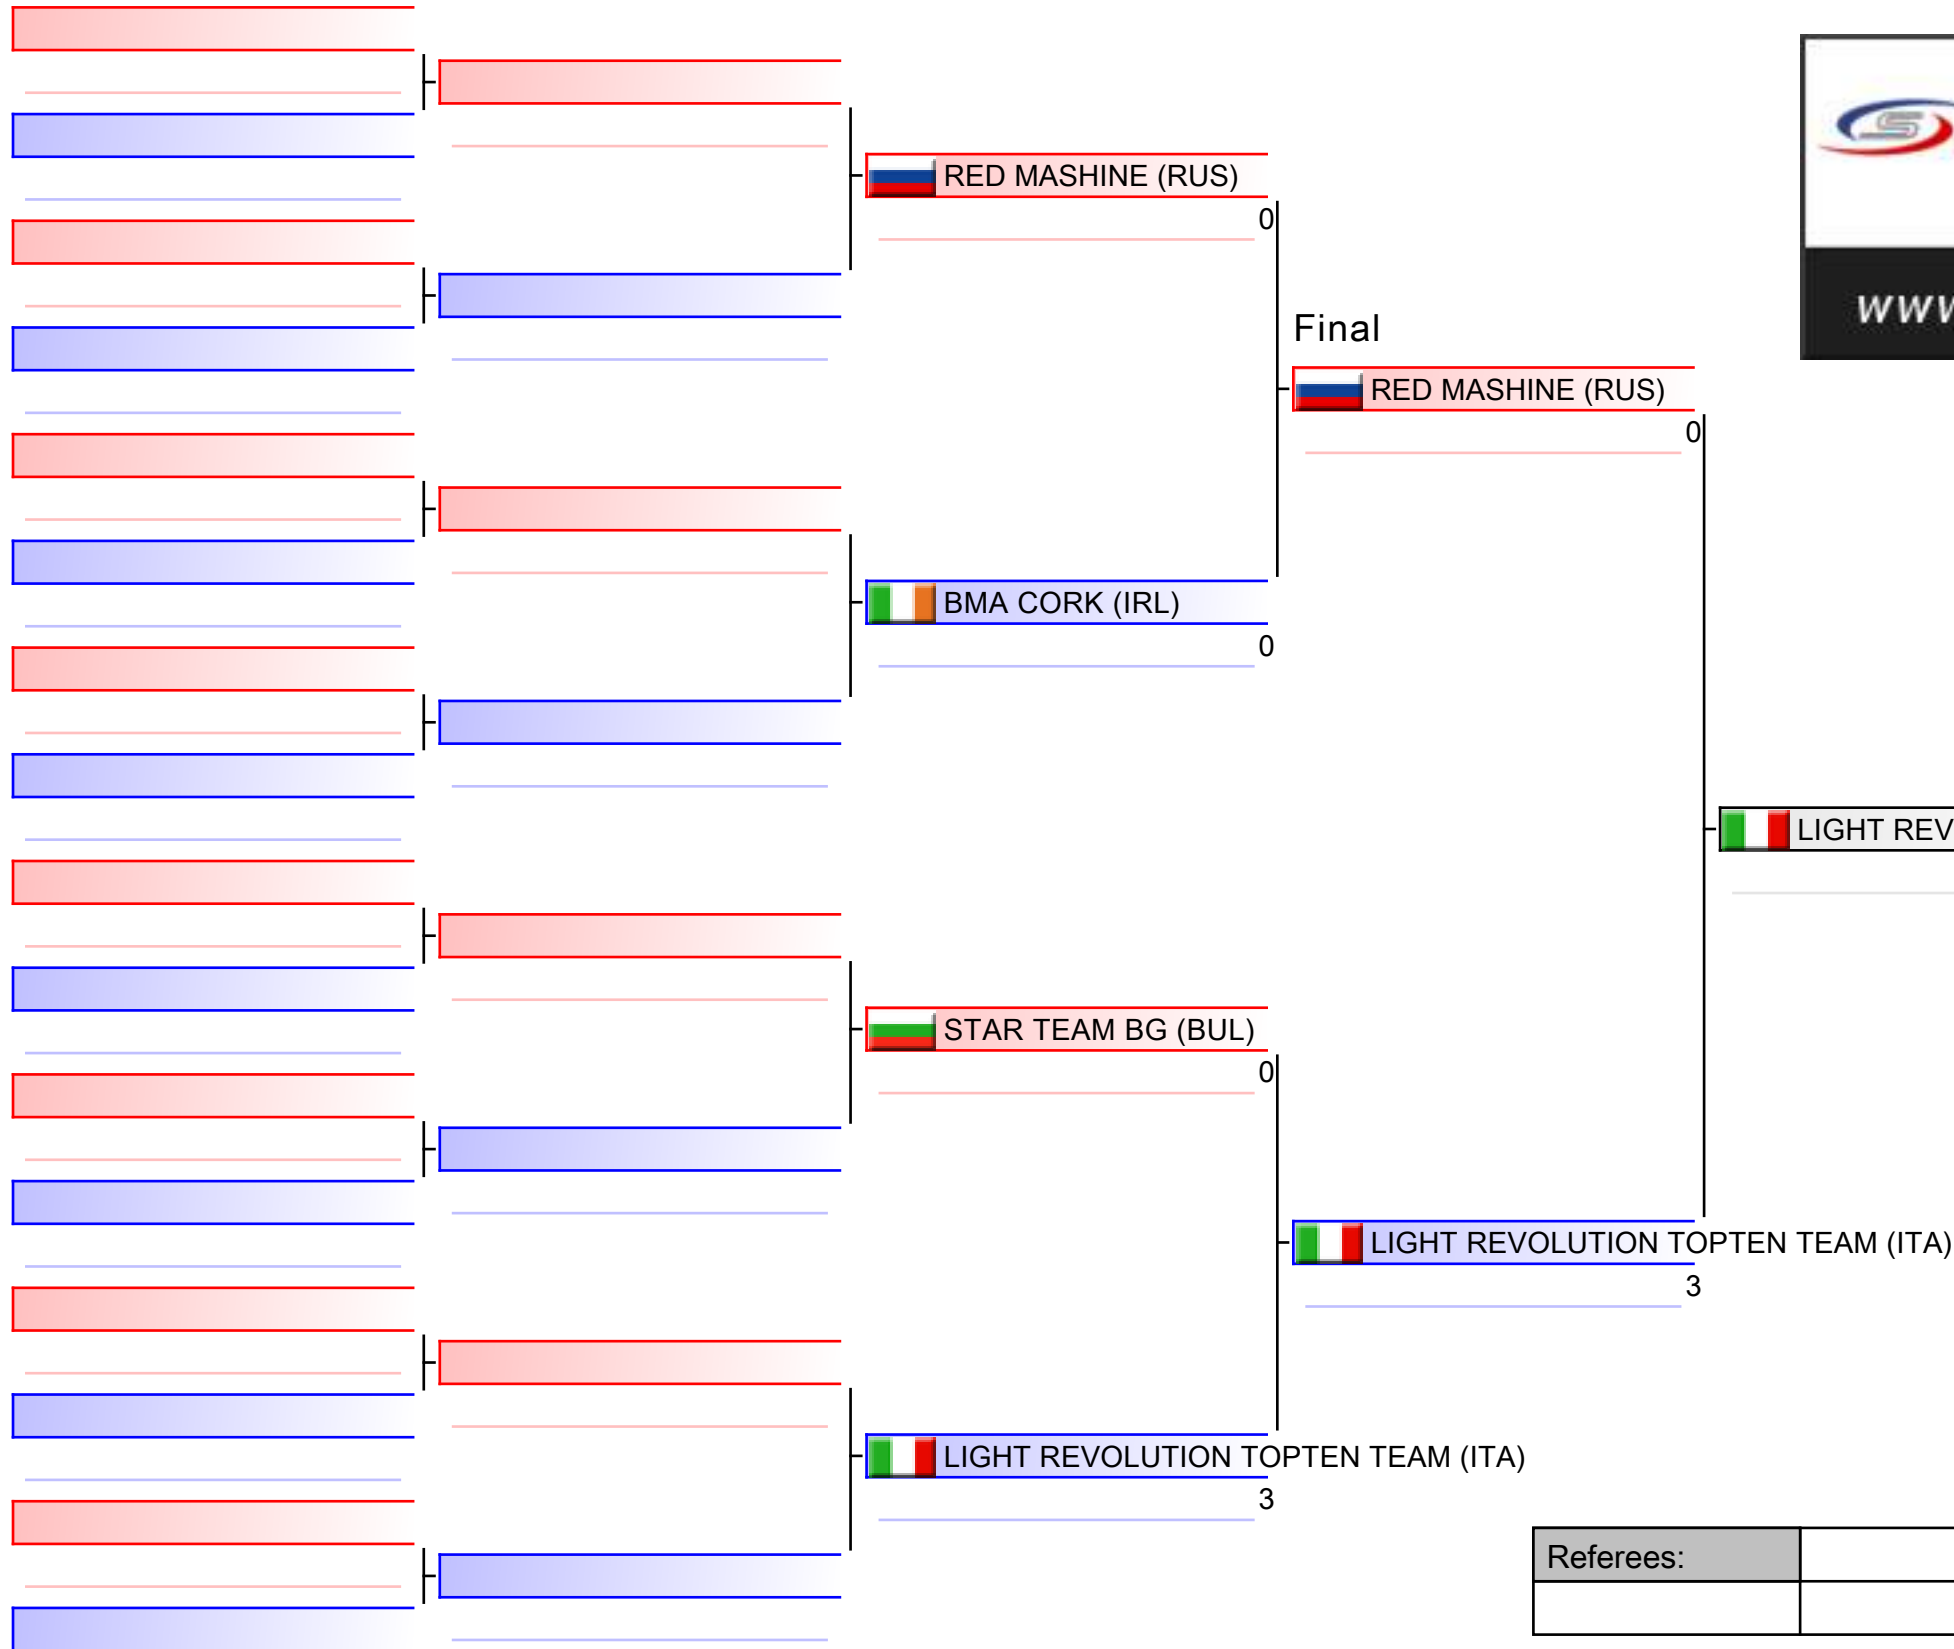 RED MASHINE (RUS)
0
Final
RED MASHINE (RUS)
0
BMA CORK (IRL)
0
LIGHT REV
STAR TEAM BG (BUL)
0
LIGHT REVOLUTION TOPTEN TEAM (ITA)
3
LIGHT REVOLUTION TOPTEN TEAM (ITA)
3
Referees: